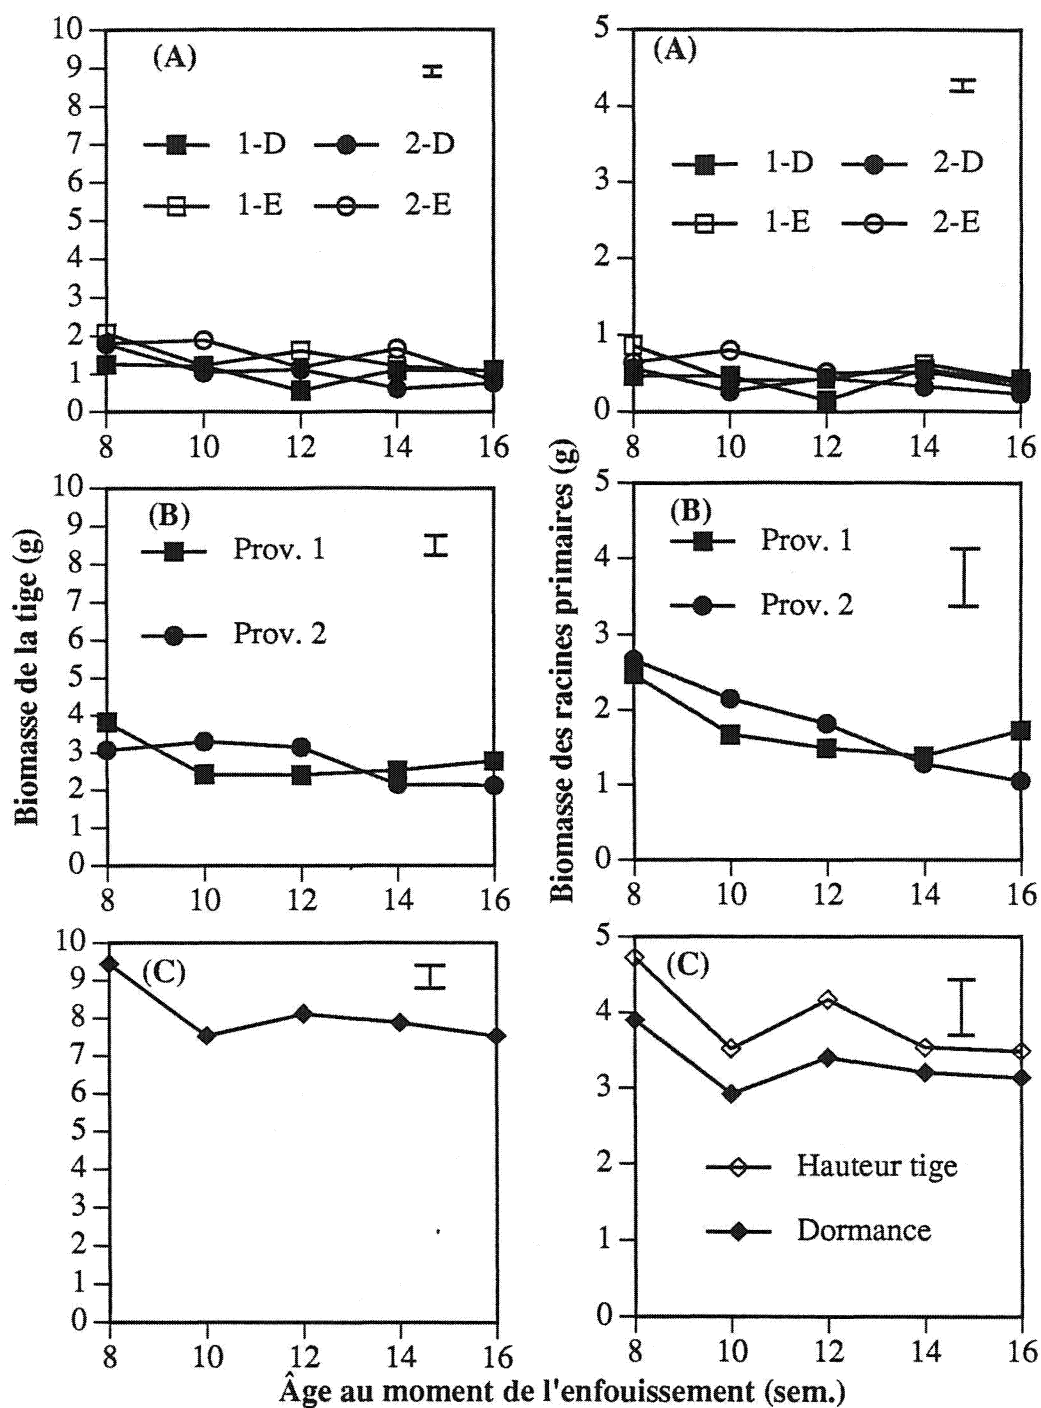 10
9
8
7
6
5
4
3
2
1
0
(A)
1-D 2-D
1-E 2-E
8 10 12 14 16
5
4
3
2
1
0
(A)
1-D 2-D
1-E 2-E
8 10 12 14 16
Biomasse de la tige (g)
10
9
8
7
6
5
4
3
2
1
0
(B)
Prov. 1
Prov. 2
8 10 12 14 16
Biomasse des racines primaires (g)
5
4
3
2
1
0
(B)
Prov. 1
Prov. 2
8 10 12 14 16
10
9
8
7
6
5
4
3
2
1
0
(C)
8 10 12 14 16
5
4
3
2
1
0
(C)
Hauteur tige
Dormance
8 10 12 14 16
Âge au moment de l'enfouissement (sem.)